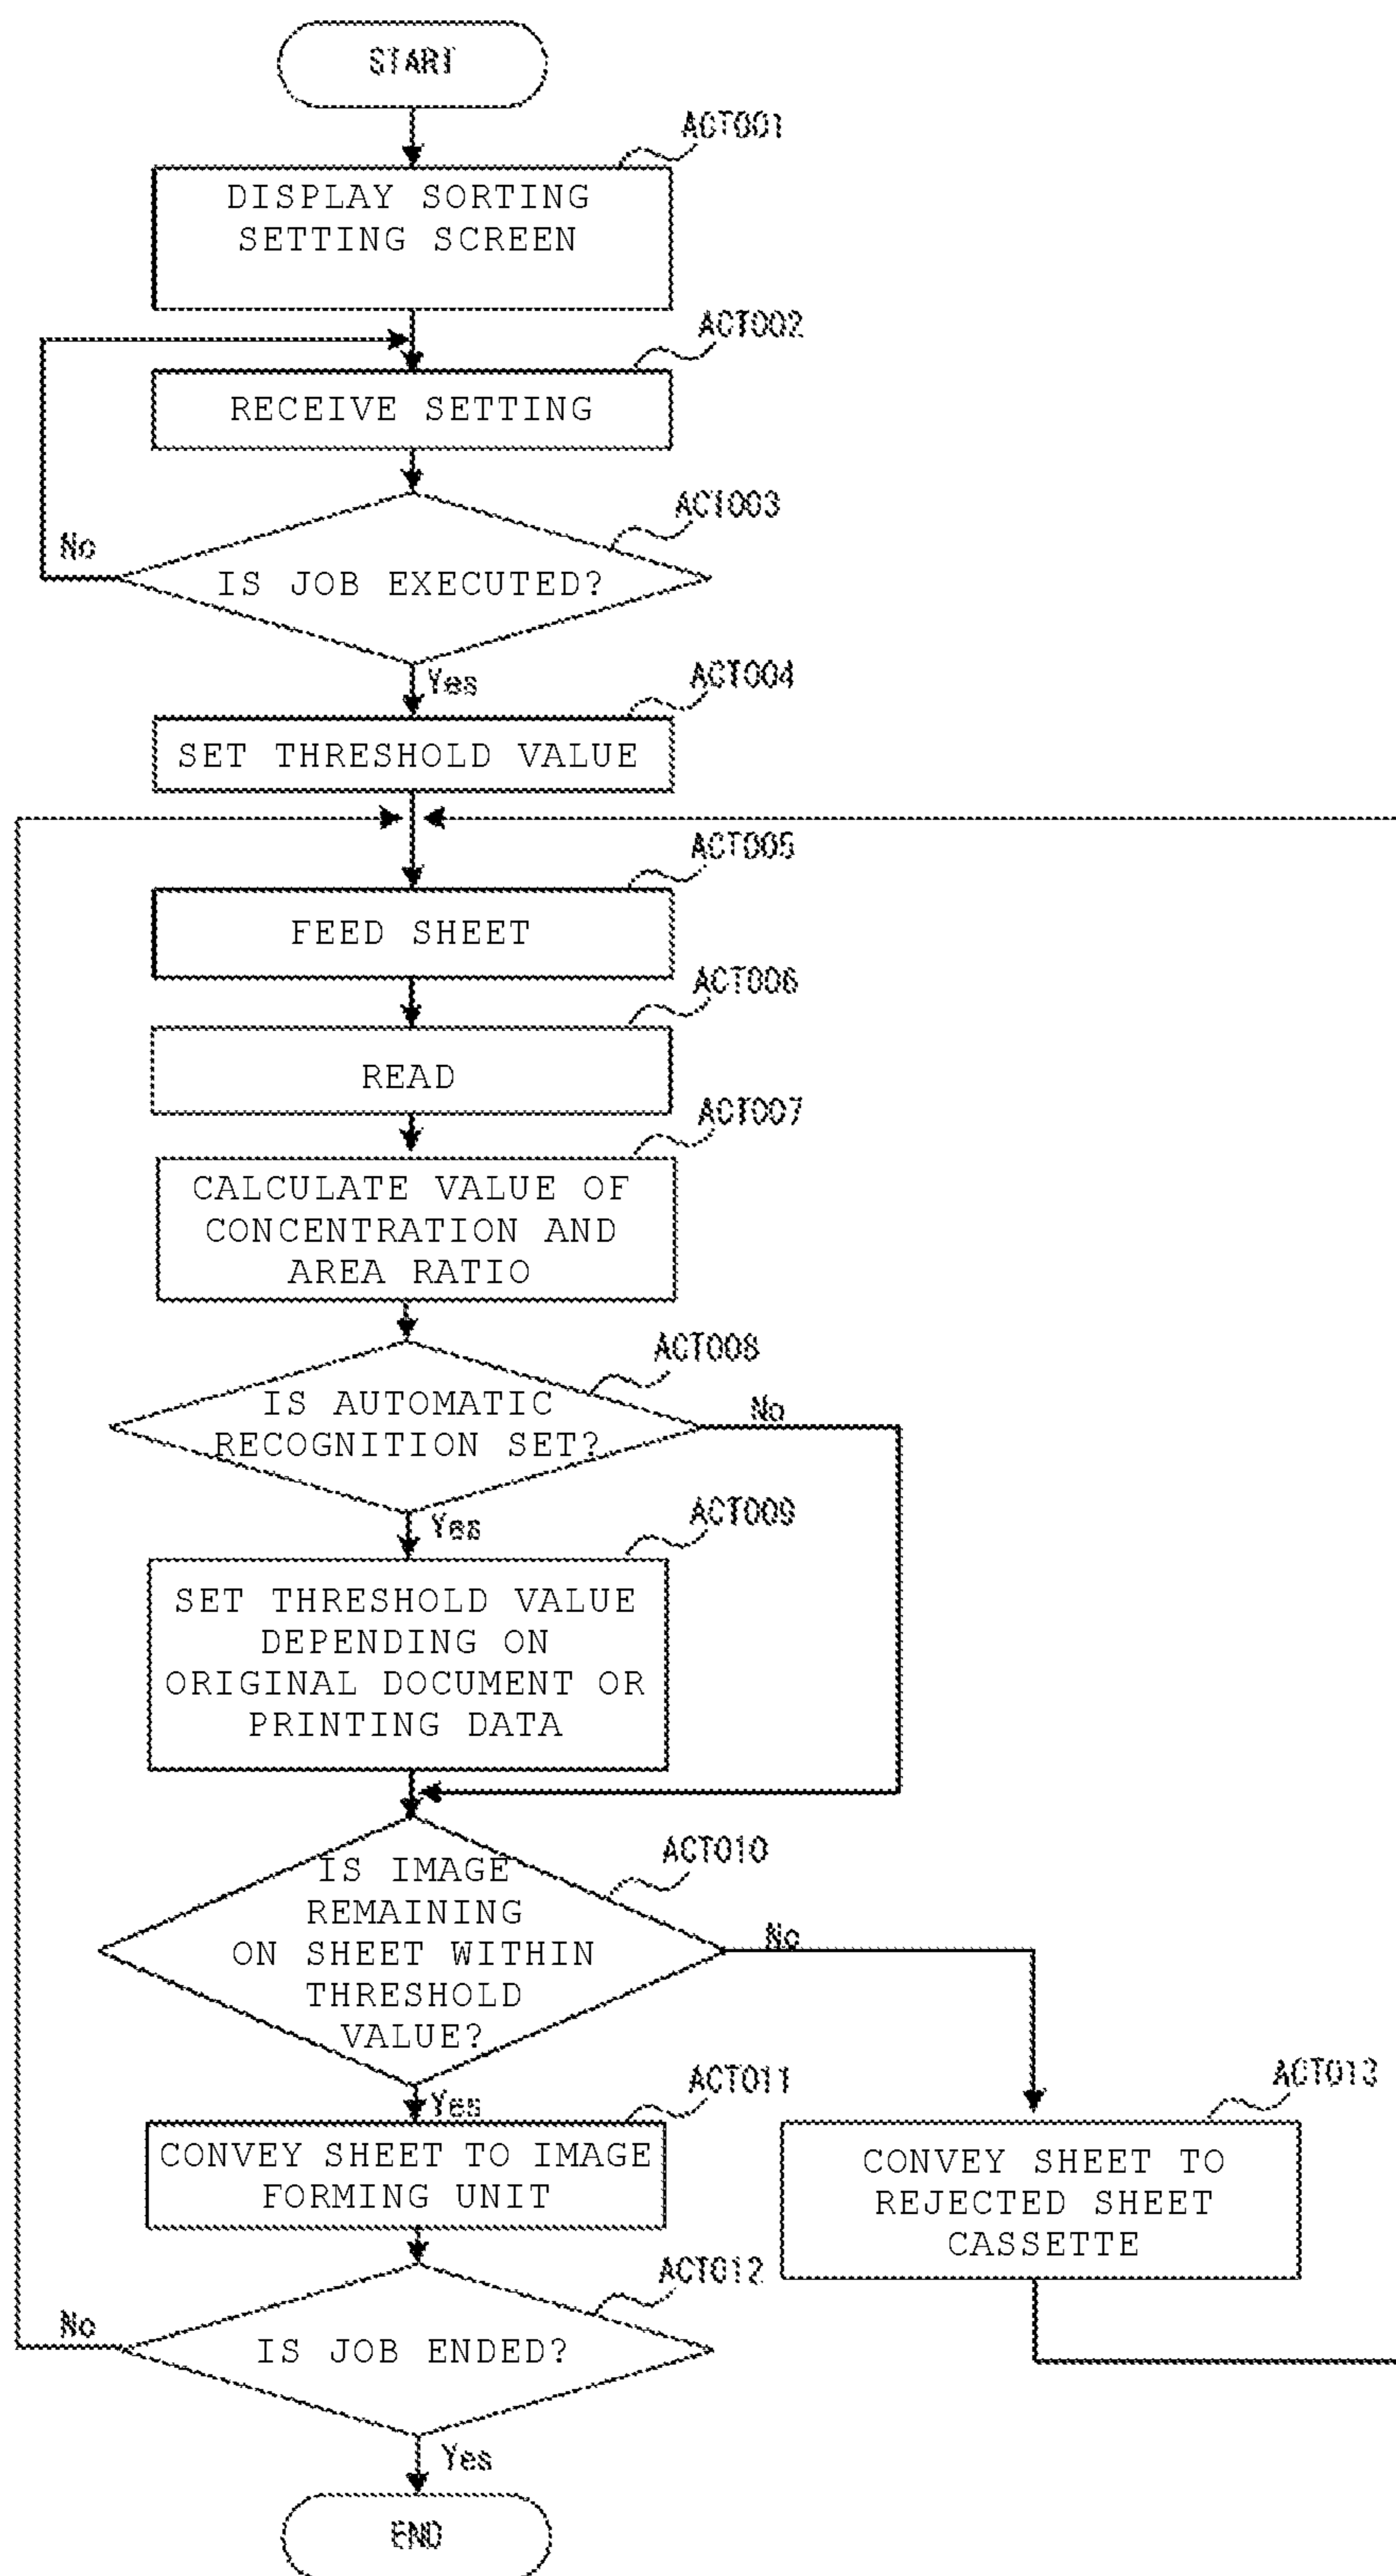 START
ACT001
DISPLAY SORTING
SETTING SCREEN
ACT002
RECEIVE SETTING
ACT003
No
IS JOB EXECUTED?
Yes
ACT004
SET THRESHOLD VALUE
ACT005
FEED SHEET
ACT006
READ
ACT007
CALCULATE VALUE OF
CONCENTRATION AND
AREA RATIO
ACT008
IS AUTOMATIC
RECOGNITION SET?
No
Yes
ACT009
SET THRESHOLD VALUE
DEPENDING ON
ORIGINAL DOCUMENT OR
PRINTING DATA
ACT010
IS IMAGE
REMAINING
ON SHEET WITHIN
THRESHOLD
VALUE?
No
Yes
ACT011
CONVEY SHEET TO IMAGE
FORMING UNIT
ACT013
CONVEY SHEET TO
REJECTED SHEET
CASSETTE
ACT012
No
IS JOB ENDED?
Yes
END